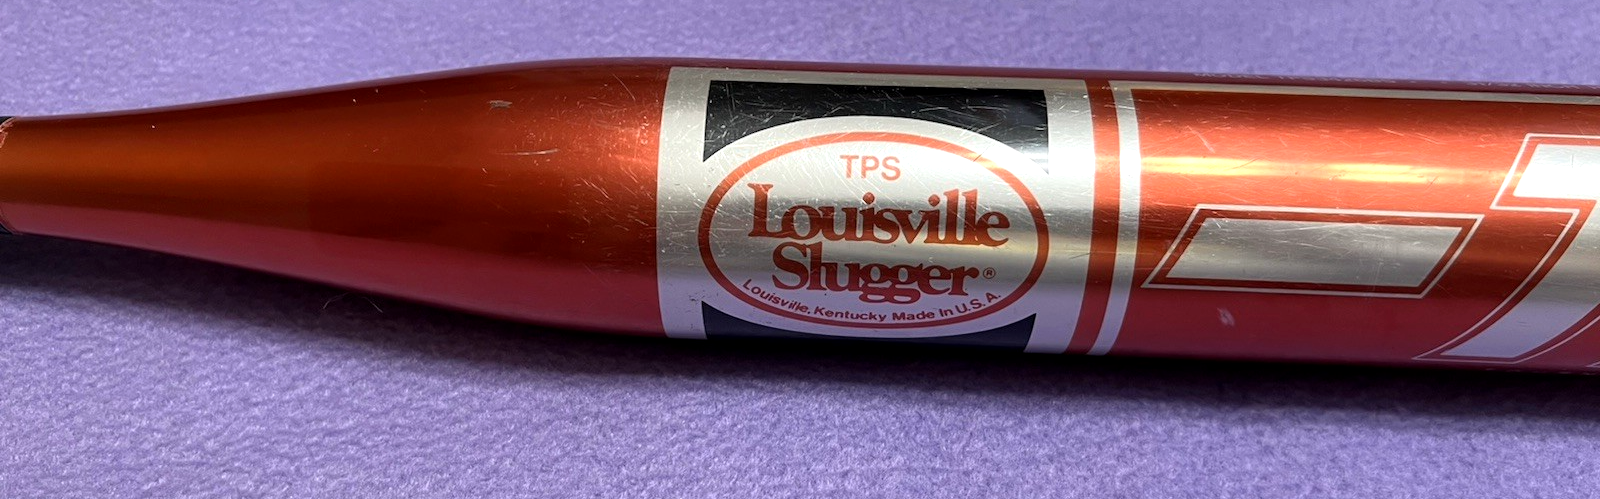 TPS
Louisville
Slugger®
Louisville, Kentucky Made In U.S.A.